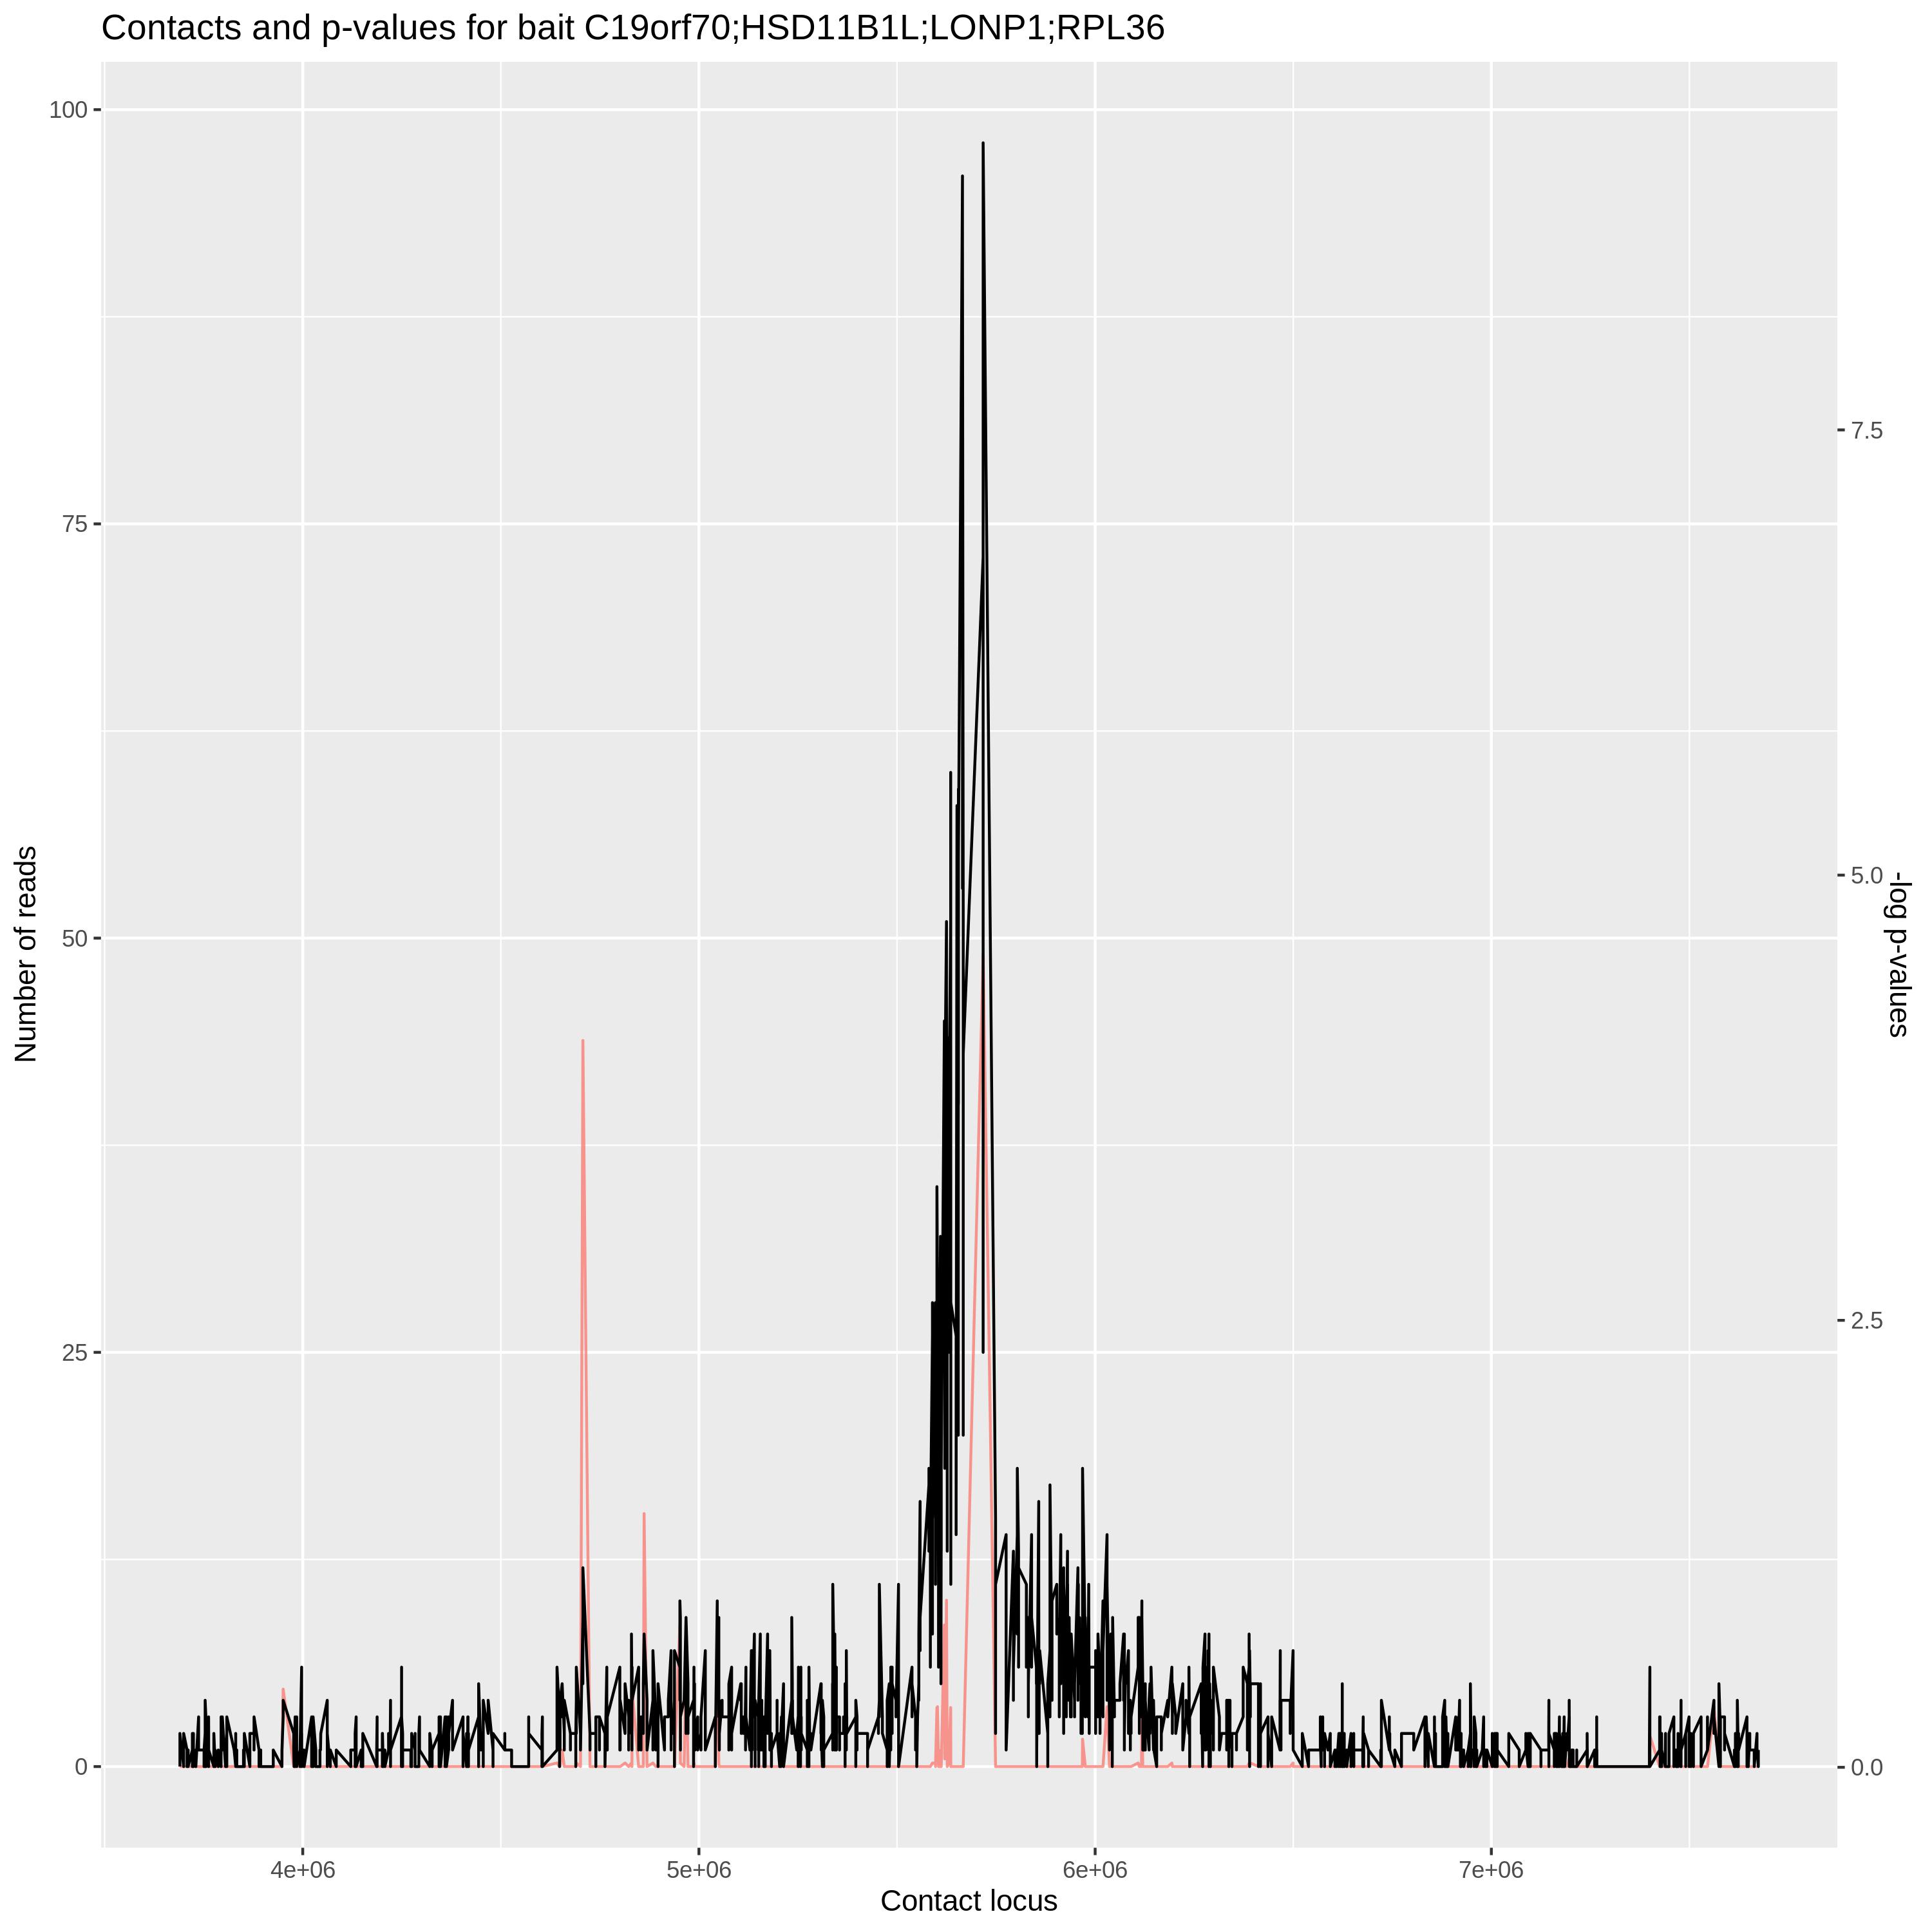 Contacts and p-values for bait C19orf70;HSD11B1L;LONP1;RPL36
100
75
50
25
0
Number of reads
7.5
5.0
2.5
0.0
-log p-values
4e+06
5e+06
6e+06
7e+06
Contact locus